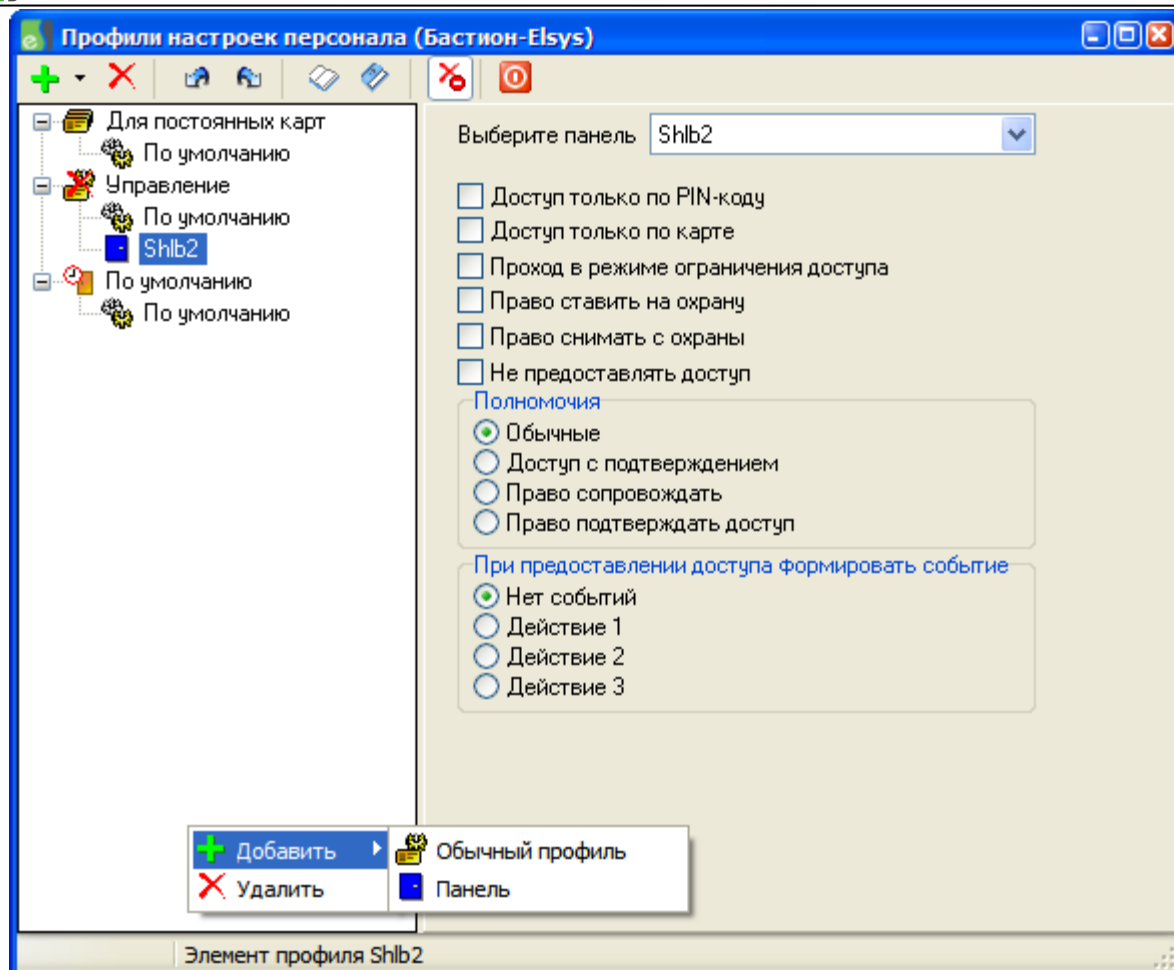 Профили настроек персонала (Бастион-Elsys)
Для постоянных карт
По умолчанию
Управление
По умолчанию
Shlb2
По умолчанию
По умолчанию
Выберите панель Shlb2
Доступ только по PIN-коду
Доступ только по карте
Проход в режиме ограничения доступа
Право ставить на охрану
Право снимать с охраны
Не предоставлять доступ
Полномочия
Обычные
Доступ с подтверждением
Право сопровождать
Право подтверждать доступ
При предоставлении доступа формировать событие
Нет событий
Действие 1
Действие 2
Действие 3
Добавить
Удалить
Обычный профиль
Панель
Элемент профиля Shlb2